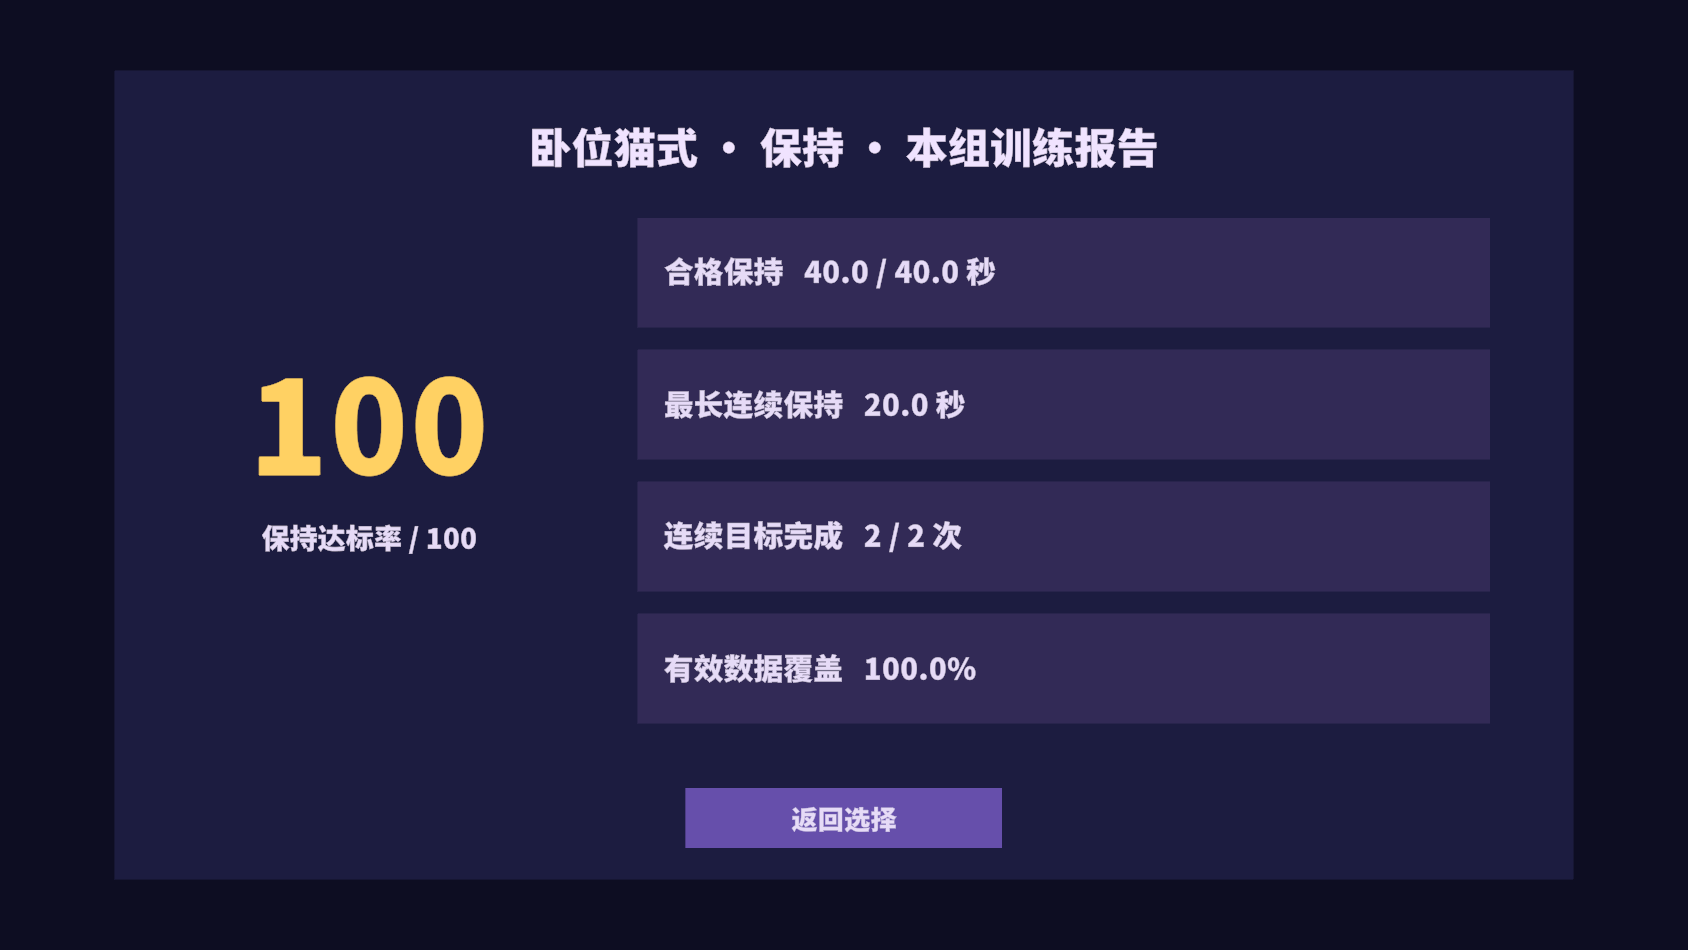 卧位猫式 · 保持 · 本组训练报告
合格保持 40.0 / 40.0 秒
最长连续保持 20.0 秒
100
保持达标率 / 100
连续目标完成 2 / 2 次
有效数据覆盖 100.0%
返回选择